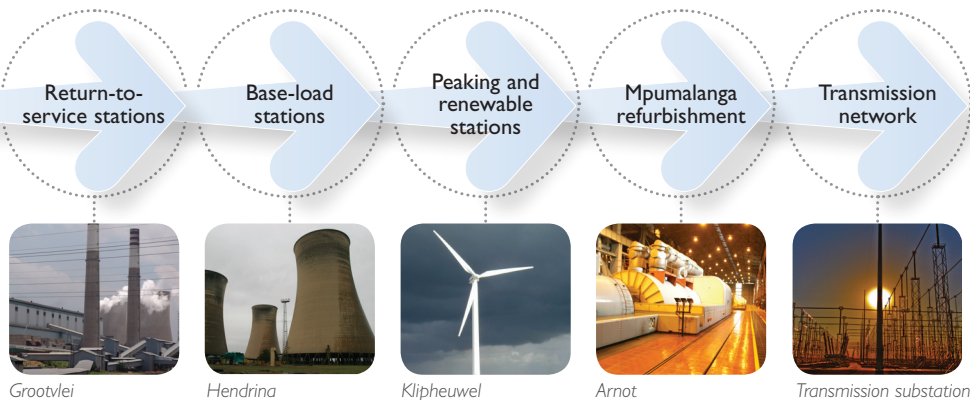 Return-to-
service stations
Base-load
stations
Peaking and
renewable
stations
Mpumalanga
refurbishment
Transmission
network
Grootvlei
Hendrina
Klipheuwel
Arnot
Transmission substation